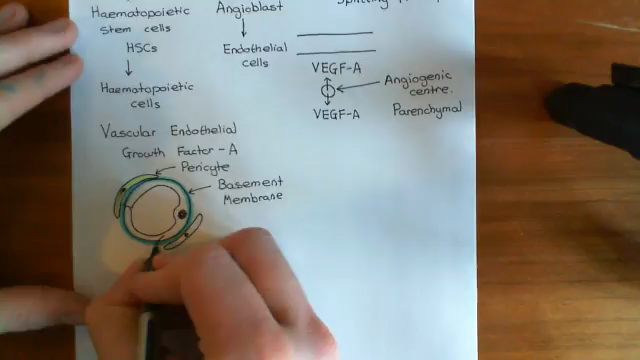 Haematopoietic
stem cells
HSCs
Haematopoietic
cells
Angioblast
Endothelial
cells
VEGF-A
Angiogenic
centre.
VEGF-A
Parenchymal
Vascular Endothelial
Growth Factor-A
Pericyte
Basement
Membrane